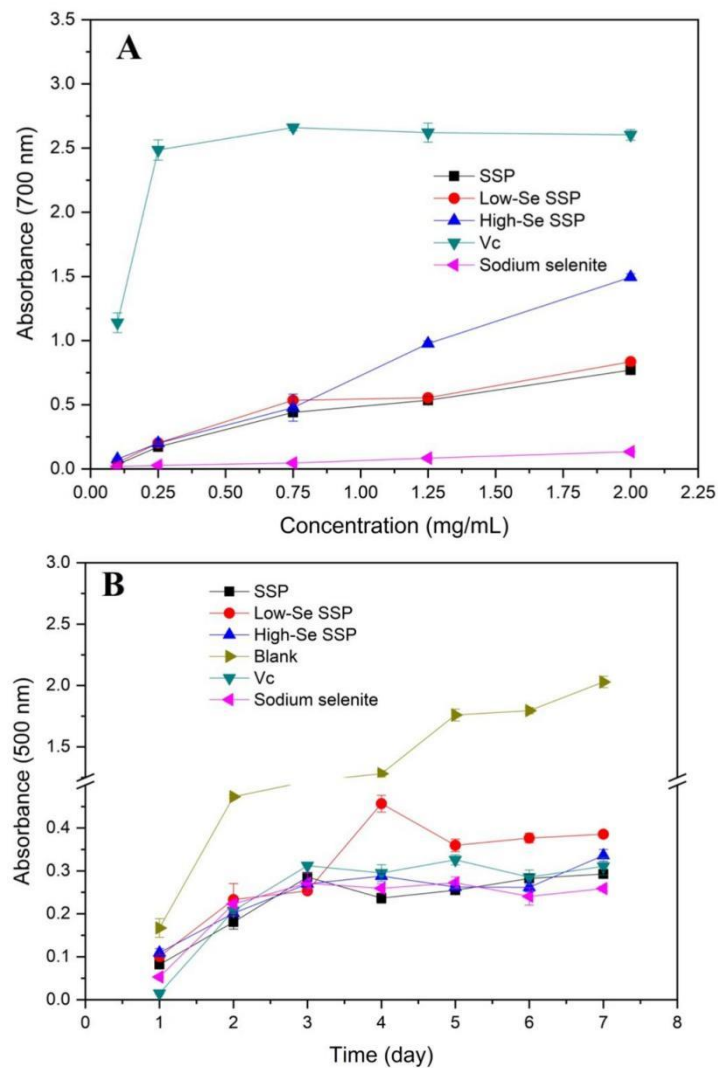 A
3.5
3.0
2.5
2.0
1.5
1.0
0.5
0.0
Absorbance (700 nm)
SSP
Low-Se SSP
High-Se SSP
Vc
Sodium selenite
0.00 0.25 0.50 0.75 1.00 1.25 1.50 1.75 2.00 2.25
Concentration (mg/mL)
B
3.0
2.5
2.0
1.5
0.4
0.3
0.2
0.1
0.0
Absorbance (500 nm)
SSP
Low-Se SSP
High-Se SSP
Blank
Vc
Sodium selenite
0 1 2 3 4 5 6 7 8
Time (day)